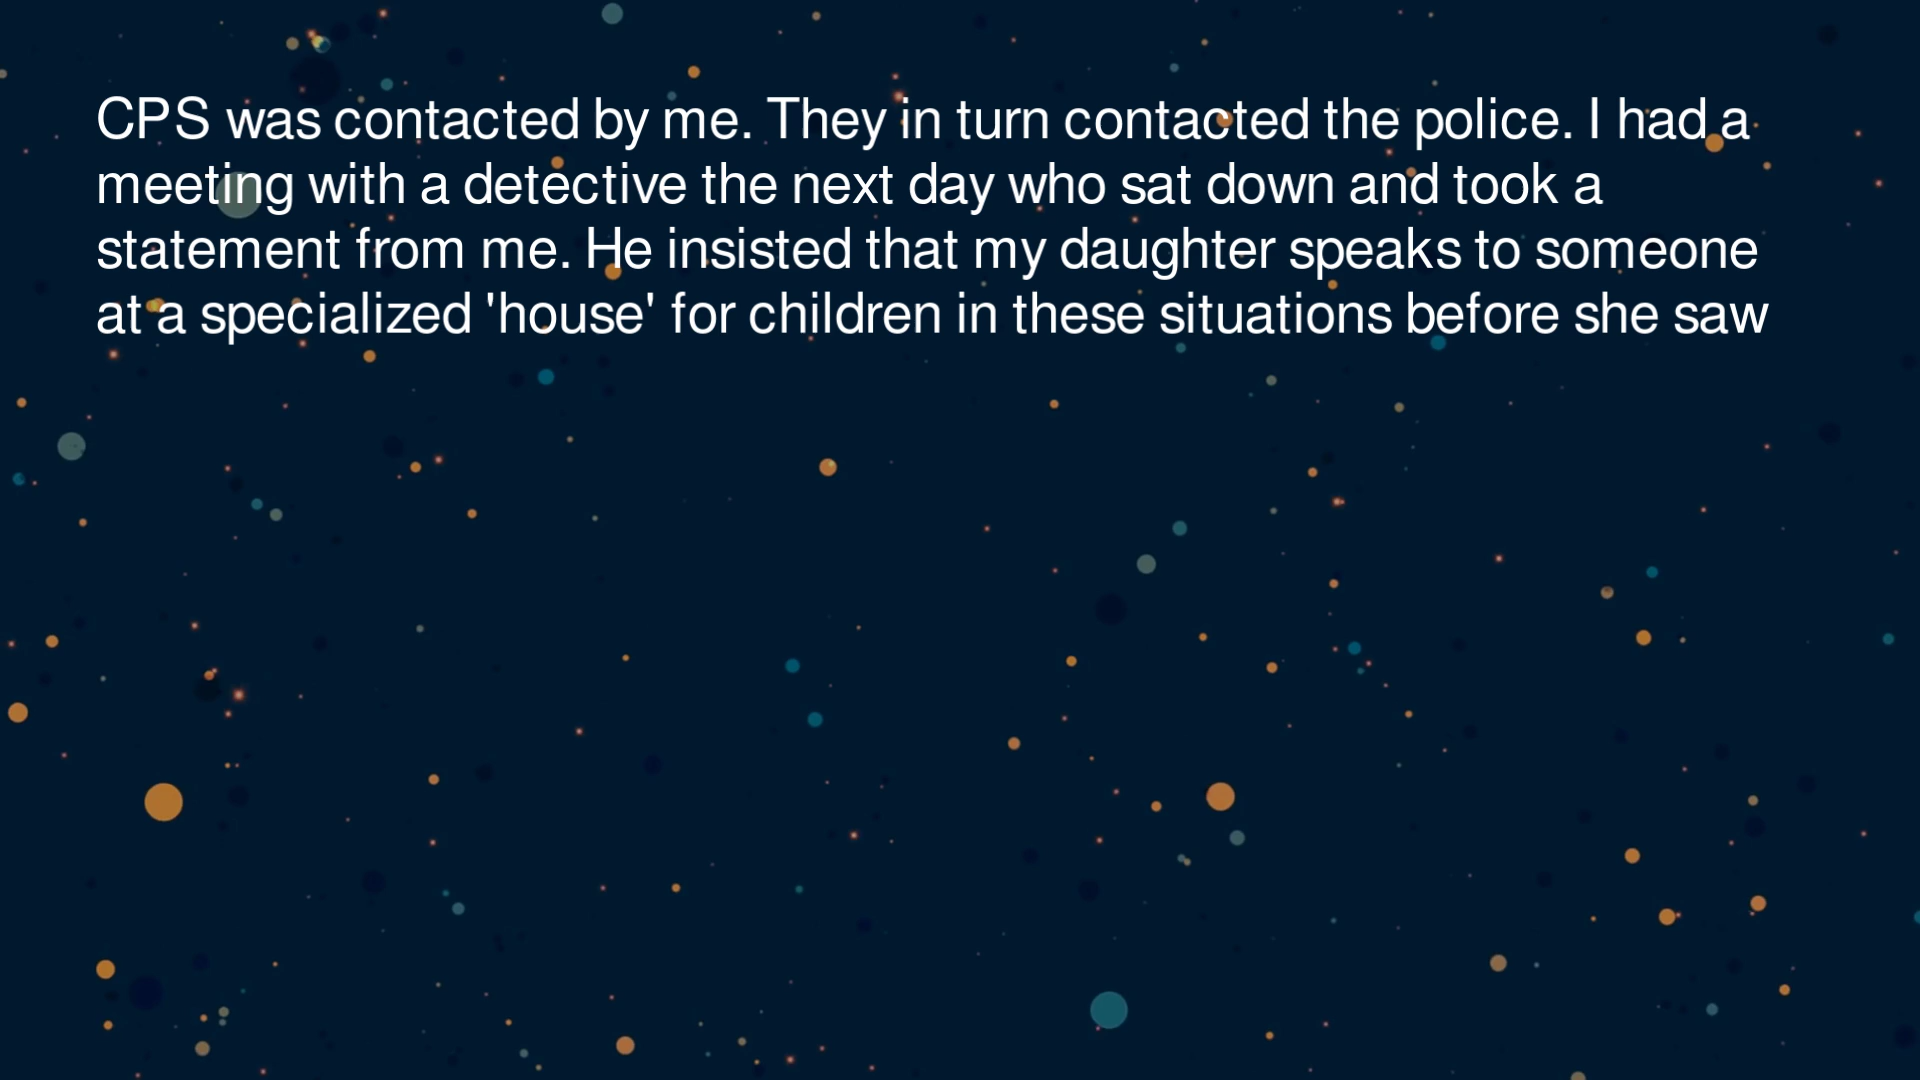 CPS was contacted by me. They in turn contacted the police. I had a
meeting with a detective the next day who sat down and took a
statement from me. He insisted that my daughter speaks to someone
at a specialized 'house' for children in these situations before she saw